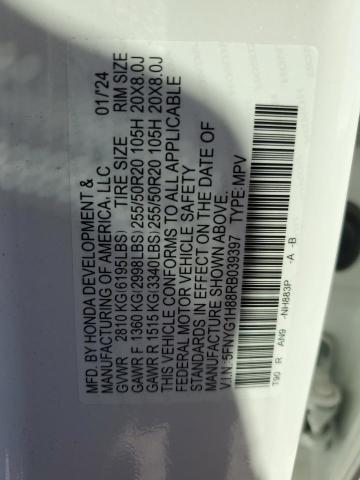 MFD. BY HONDA DEVELOPMENT &
MANUFACTURING OF AMERICA, LLC 01/24
GVWR 2810 KG (6195LBS) TIRE SIZE RIM SIZE
GAWR F 1360 KG(2998LBS) 255/50R20 105H 20X8.0J
GAWR R 1515 KG(3340LBS) 255/50R20 105H 20X8.0J
THIS VEHICLE CONFORMS TO ALL APPLICABLE
FEDERAL MOTOR VEHICLE SAFETY
STANDARDS IN EFFECT ON THE DATE OF
MANUFACTURE SHOWN ABOVE.
V.I.N: 5FNYG1H88RB039397 TYPE:MPV
T90 R AN9 -NH883P -A -B